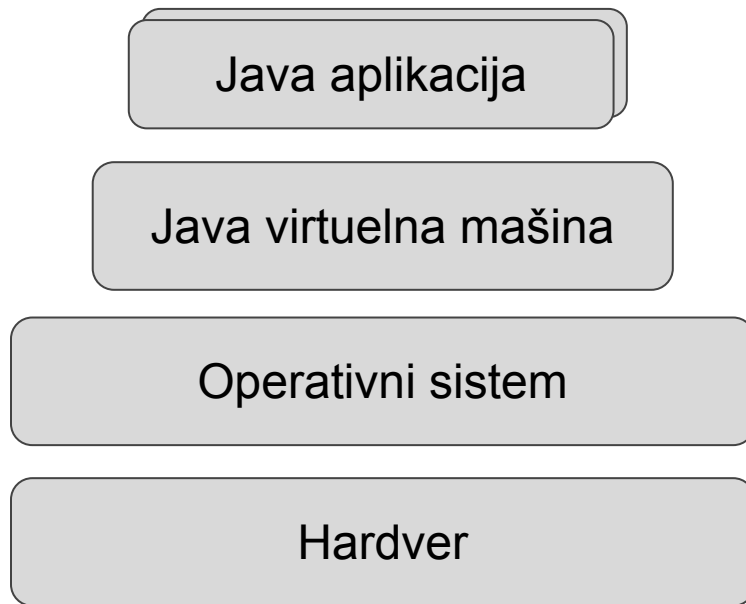 Java aplikacija
Java virtuelna mašina
Operativni sistem
Hardver